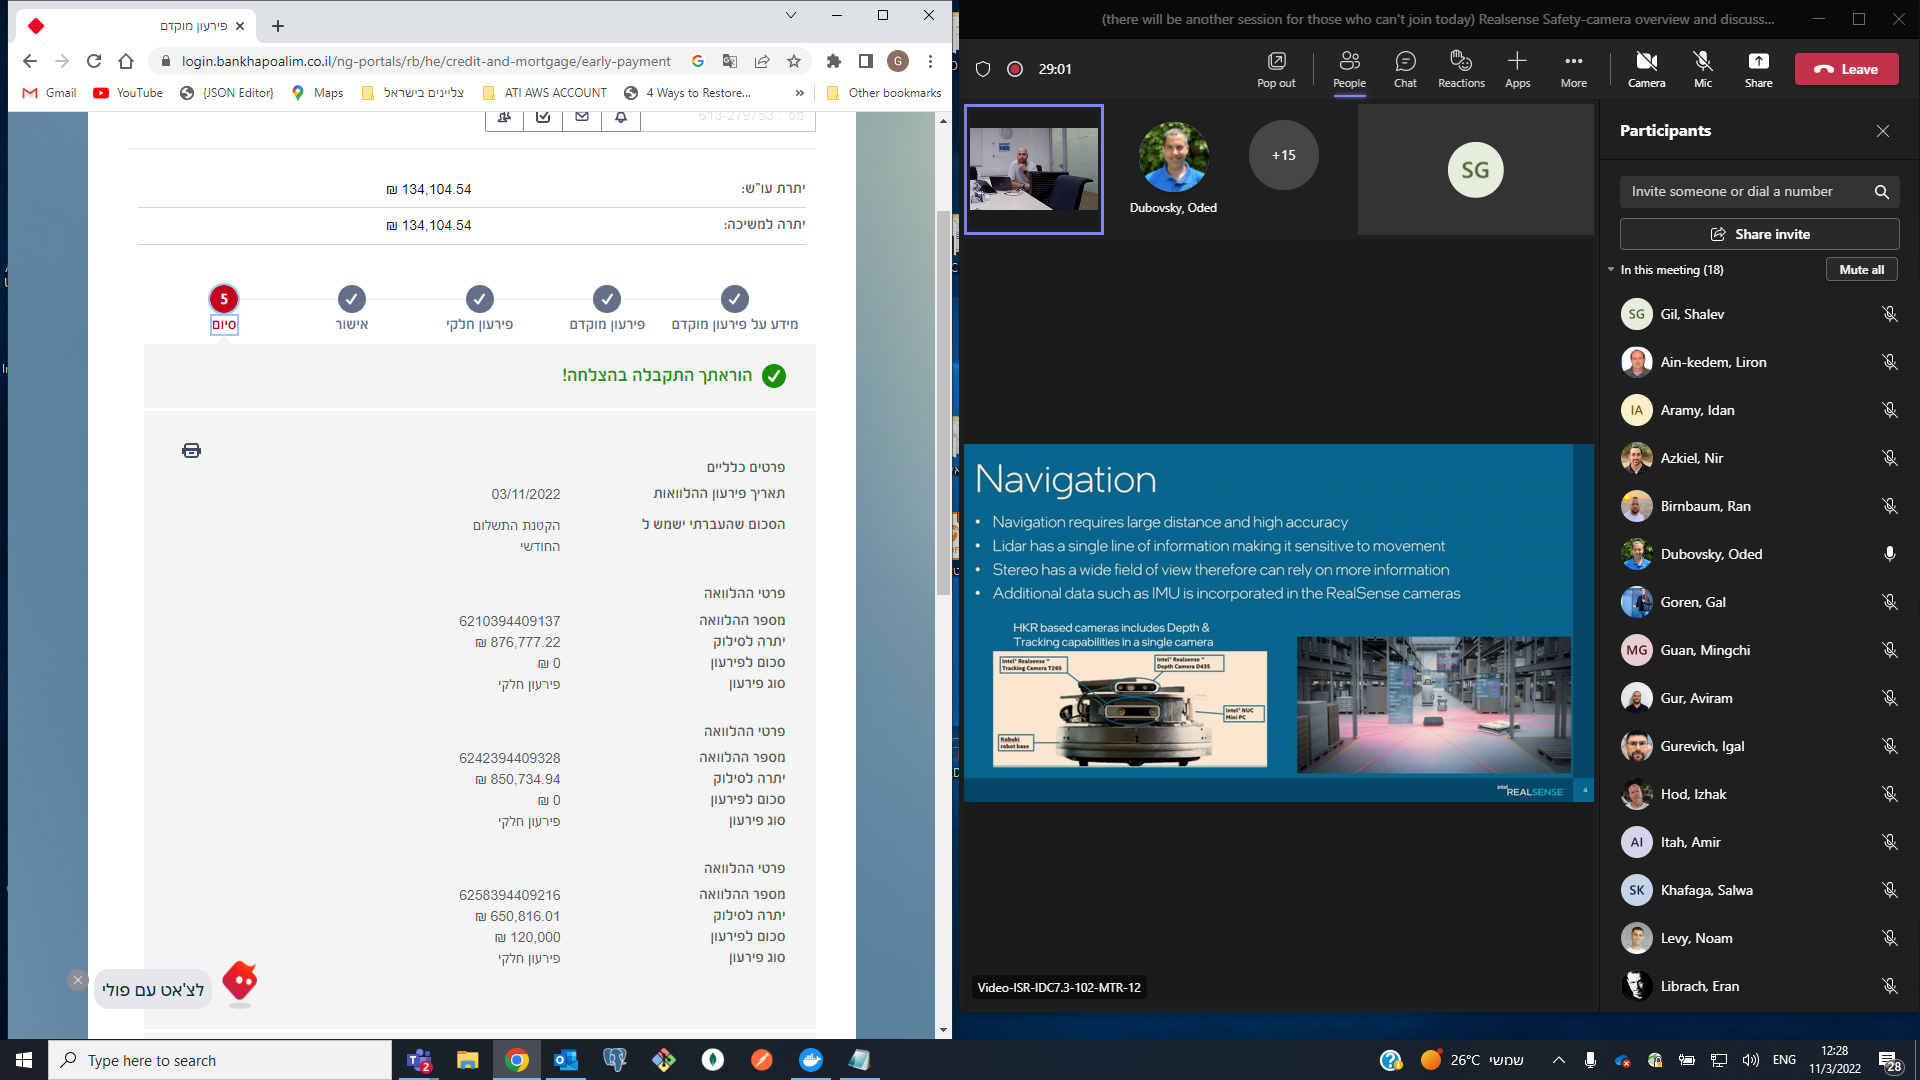 פירעון מוקדם
login.bankhapoalim.co.il/ng-portals/rb/he/credit-and-mortgage/early-payment
G
Gmail
YouTube
{JSON Editor}
Maps
צליינים בישראל
ATI AWS ACCOUNT
4 Ways to Restore...
»
Other bookmarks
מס': 613-279753
יתרת עו"ש: 134,104.54 ₪
יתרה למשיכה: 134,104.54 ₪
5
מידע על פירעון מוקדם
פירעון מוקדם
פירעון חלקי
אישור
סיום
הוראתך התקבלה בהצלחה!
פרטים כלליים
תאריך פירעון ההלוואות 03/11/2022
הסכום שהעברתי ישמש ל הקטנת התשלום
החודשי
פרטי ההלוואה
מספר ההלוואה 6210394409137
יתרה לסילוק 876,777.22 ₪
סכום לפירעון 0 ₪
סוג פירעון פירעון חלקי
פרטי ההלוואה
מספר ההלוואה 6242394409328
יתרה לסילוק 850,734.94 ₪
סכום לפירעון 0 ₪
סוג פירעון פירעון חלקי
פרטי ההלוואה
מספר ההלוואה 6258394409216
יתרה לסילוק 650,816.01 ₪
סכום לפירעון 120,000 ₪
סוג פירעון פירעון חלקי
לצ'אט עם פולי
(there will be another session for those who can't join today) Realsense Safety-camera overview and discuss...
29:01
Pop out
People
Chat
Reactions
Apps
More
Camera
Mic
Share
Leave
Dubovsky, Oded
+15
SG
Navigation
• Navigation requires large distance and high accuracy
• Lidar has a single line of information making it sensitive to movement
• Stereo has a wide field of view therefore can rely on more information
• Additional data such as IMU is incorporated in the RealSense cameras
HKR based cameras includes Depth &
Tracking capabilities in a single camera
Intel® Realsense™
Tracking Camera T265
Intel® Realsense™
Depth Camera D435
Intel® NUC
Mini PC
Kobuki
robot base
intel REALSENSE
4
Video-ISR-IDC7.3-102-MTR-12
Participants
Invite someone or dial a number
Share invite
In this meeting (18)
Mute all
SG Gil, Shalev
Ain-kedem, Liron
IA Aramy, Idan
Azkiel, Nir
Birnbaum, Ran
Dubovsky, Oded
Goren, Gal
MG Guan, Mingchi
Gur, Aviram
Gurevich, Igal
Hod, Izhak
AI Itah, Amir
SK Khafaga, Salwa
Levy, Noam
Librach, Eran
Type here to search
2
26°C שמשי
ENG
12:28
11/3/2022
28